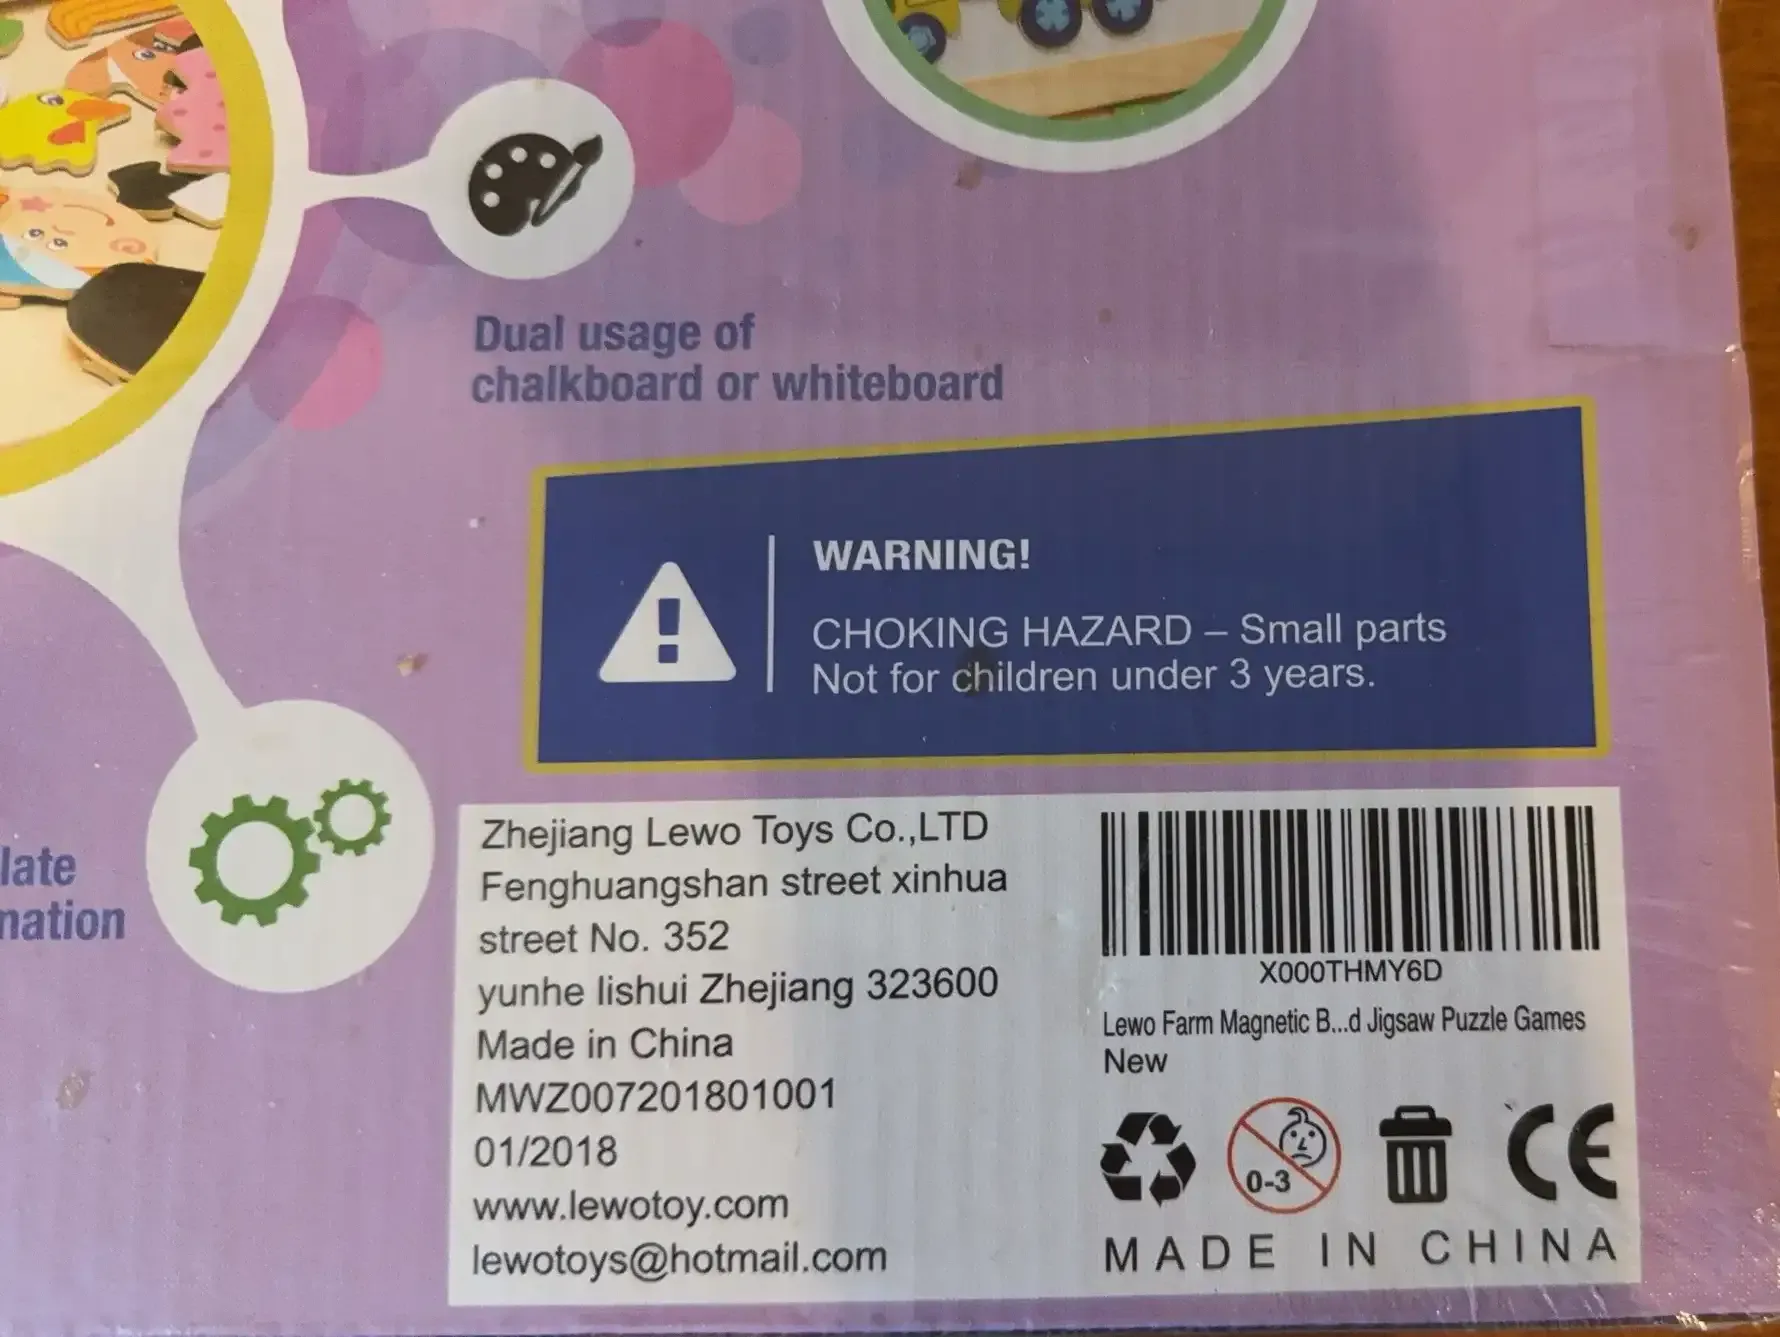 Dual usage of
chalkboard or whiteboard
WARNING!
CHOKING HAZARD – Small parts
Not for children under 3 years.
late
nation
Zhejiang Lewo Toys Co.,LTD
Fenghuangshan street xinhua
street No. 352
yunhe lishui Zhejiang 323600
Made in China
MWZ007201801001
01/2018
www.lewotoy.com
lewotoys@hotmail.com
X000THMY6D
Lewo Farm Magnetic B...d Jigsaw Puzzle Games
New
0-3
CE
MADE IN CHINA